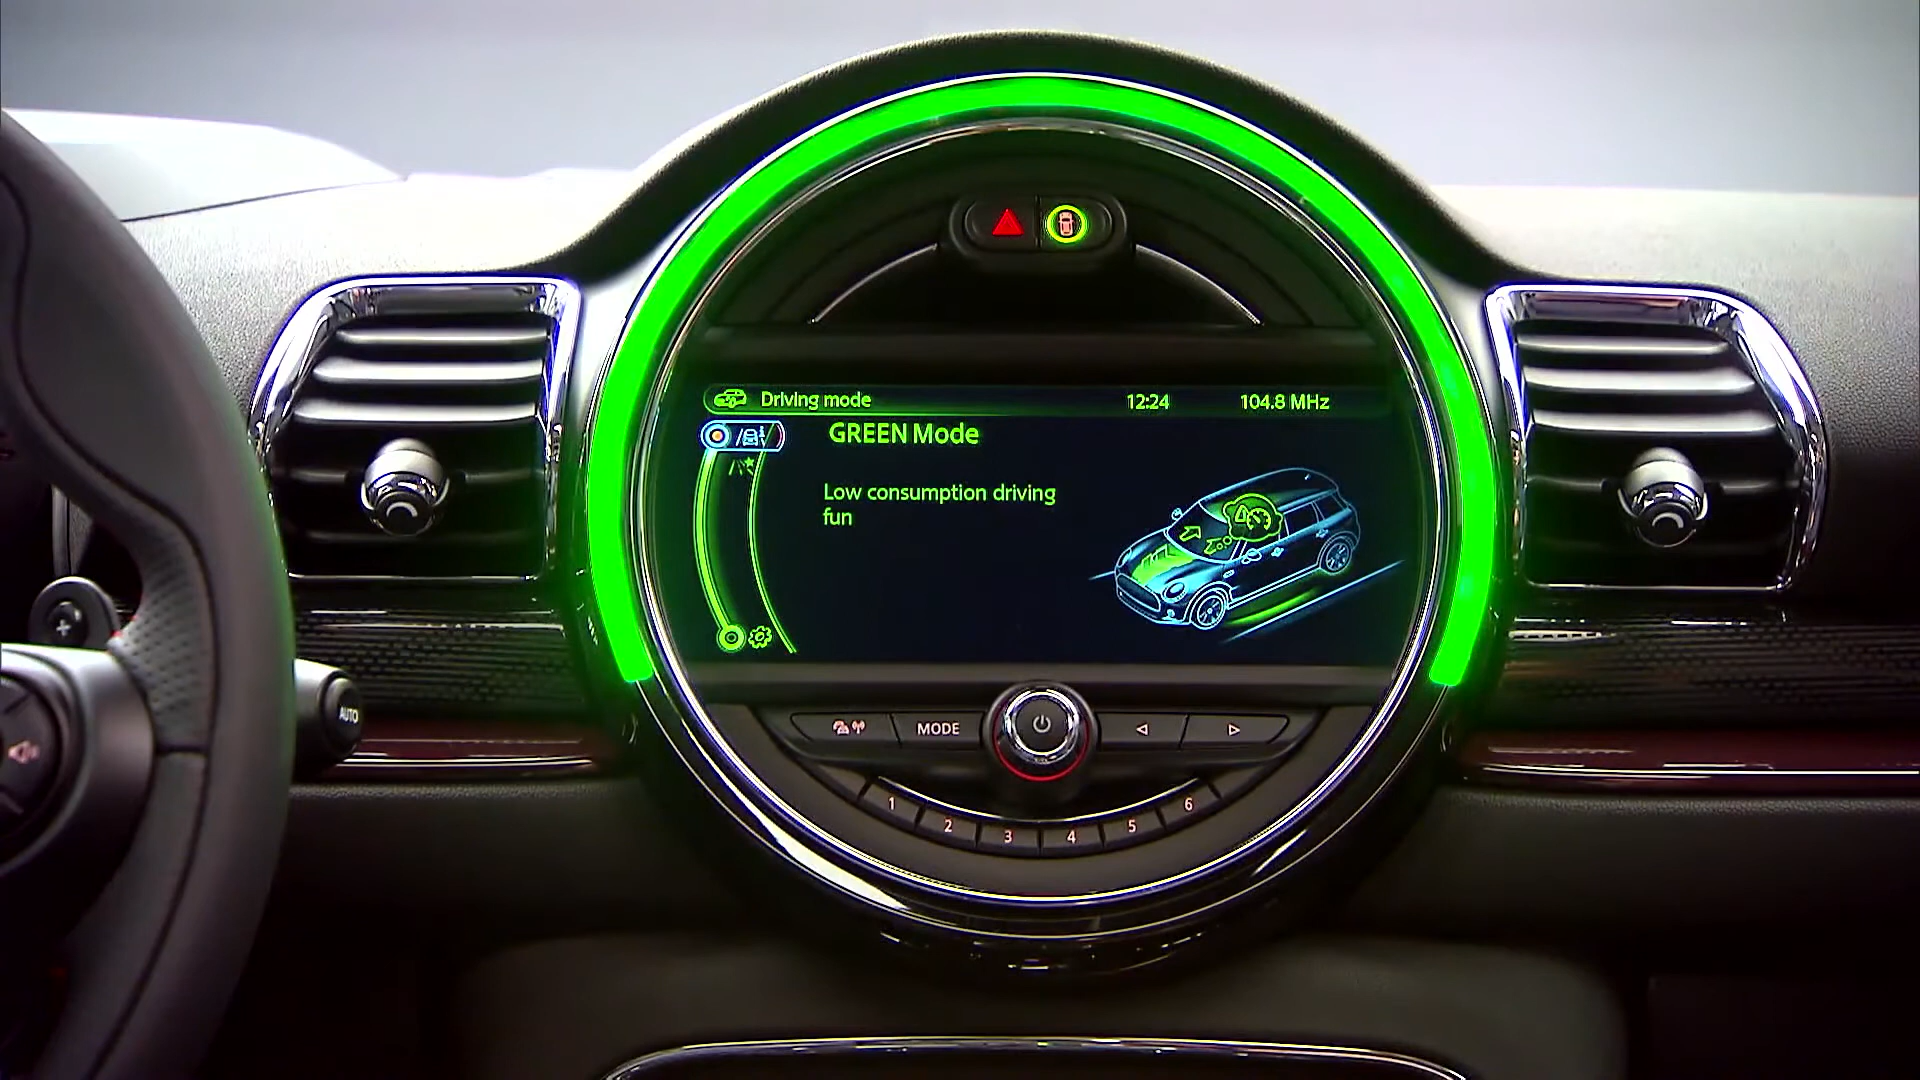 Driving mode 12:24 104.8 MHz
GREEN Mode
Low consumption driving
fun
AUTO
MODE
1 2 3 4 5 6